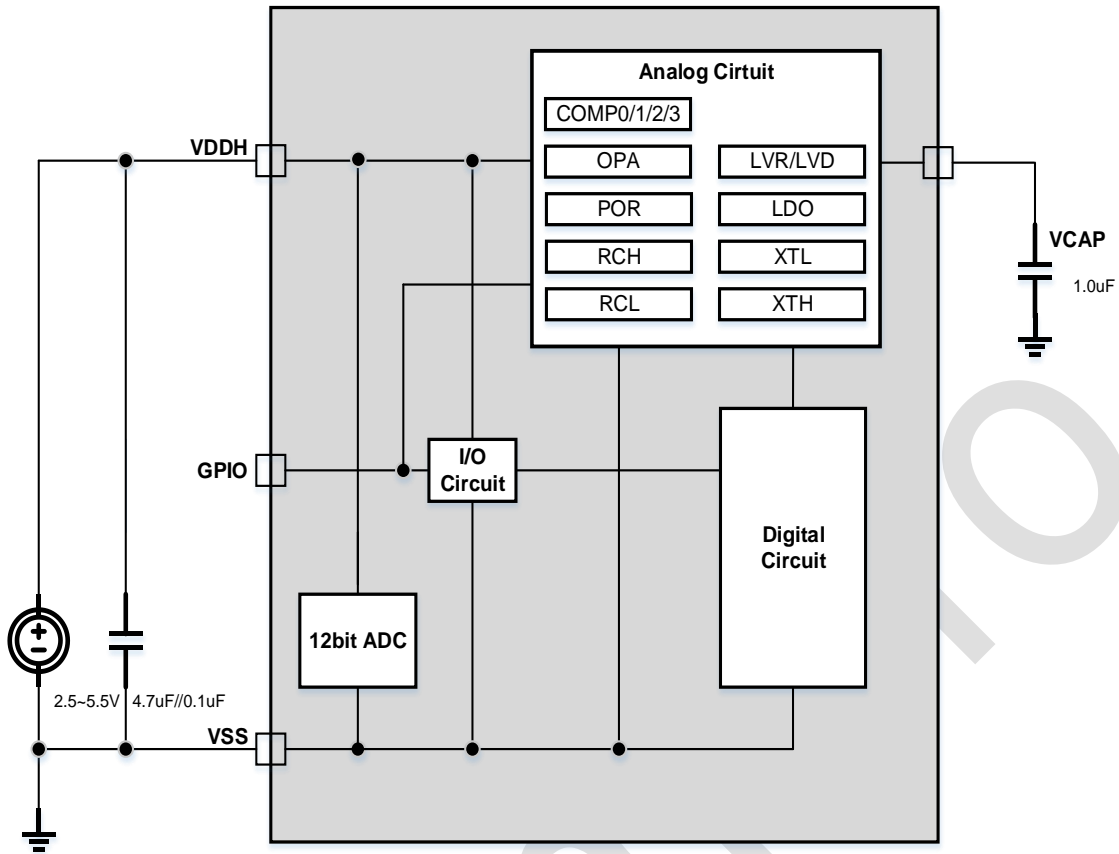 Analog Cirtuit
COMP0/1/2/3
VDDH
OPA
LVR/LVD
POR
LDO
VCAP
RCH
XTL
1.0uF
RCL
XTH
GPIO
I/O
Circuit
Digital
Circuit
12bit ADC
2.5~5.5V
4.7uF//0.1uF
VSS